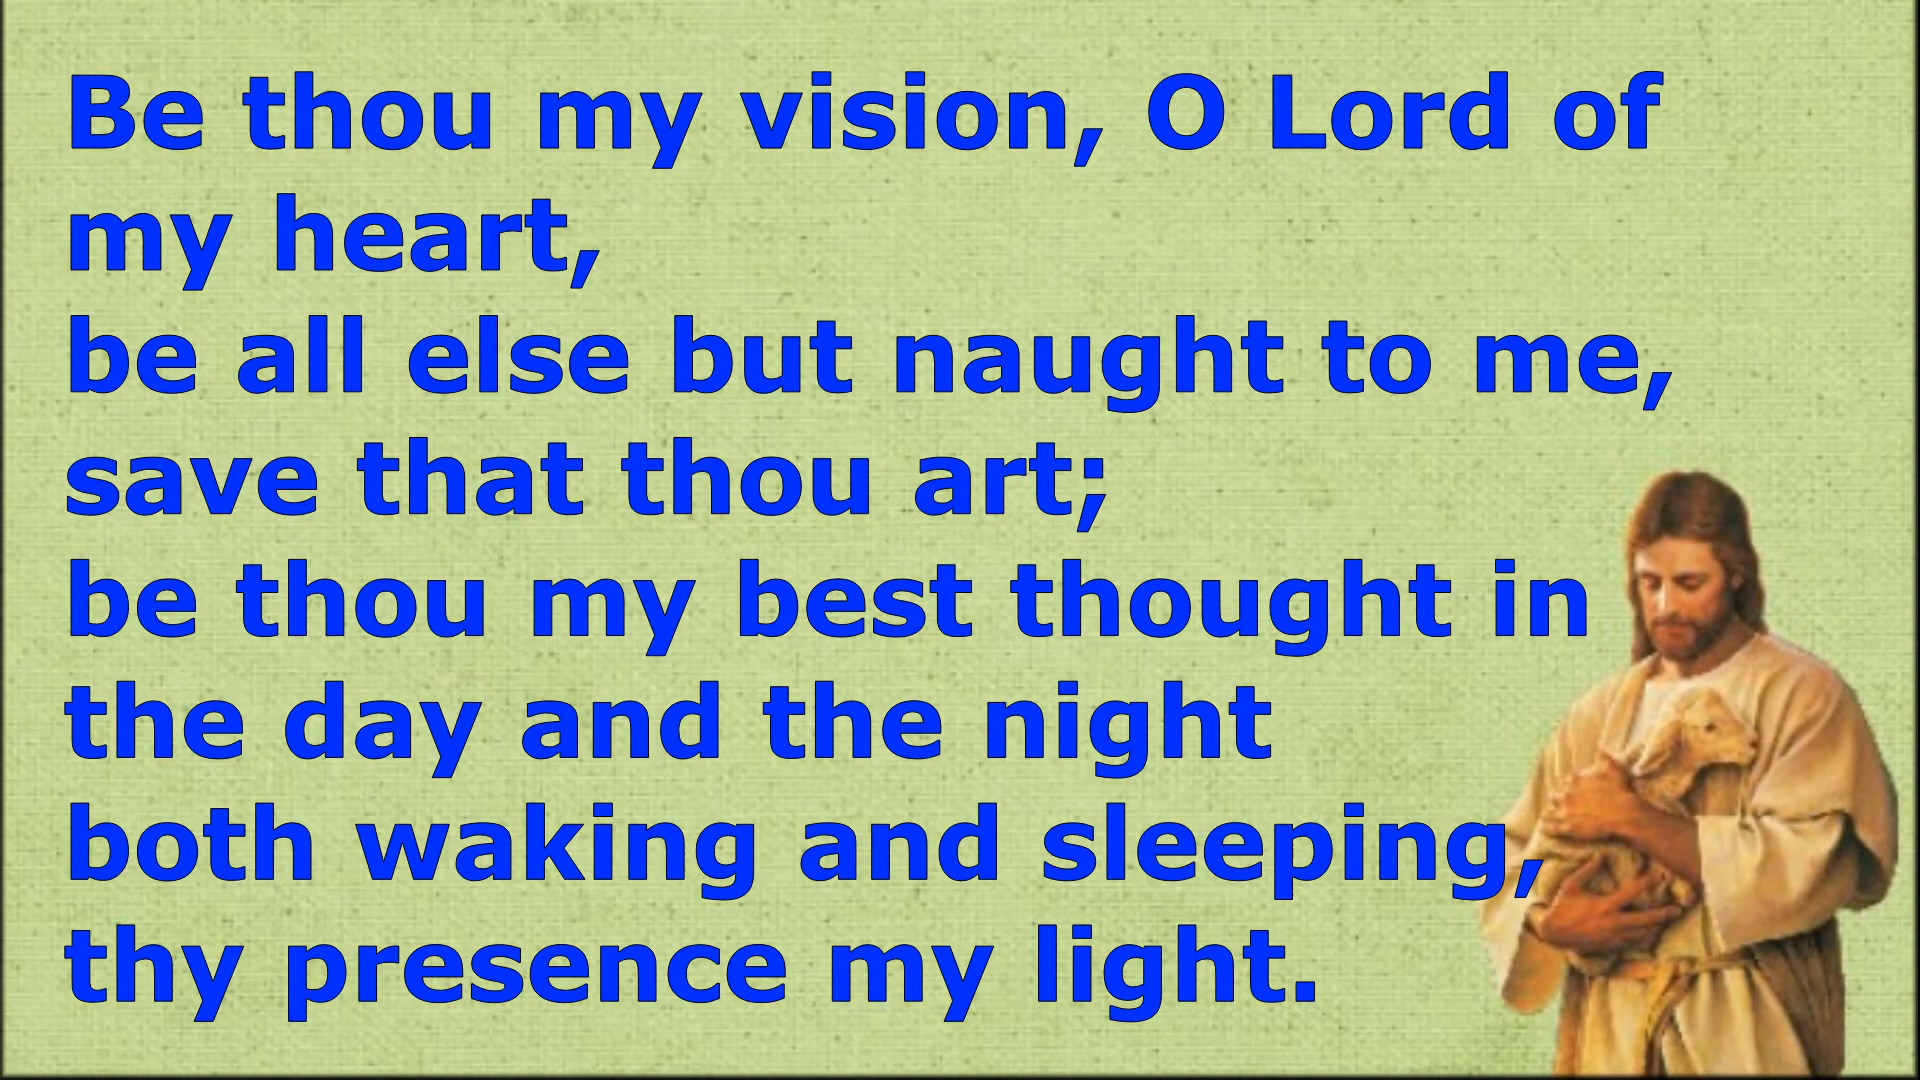 Be thou my vision, O Lord of
my heart,
be all else but naught to me,
save that thou art;
be thou my best thought in
the day and the night
both waking and sleeping,
thy presence my light.